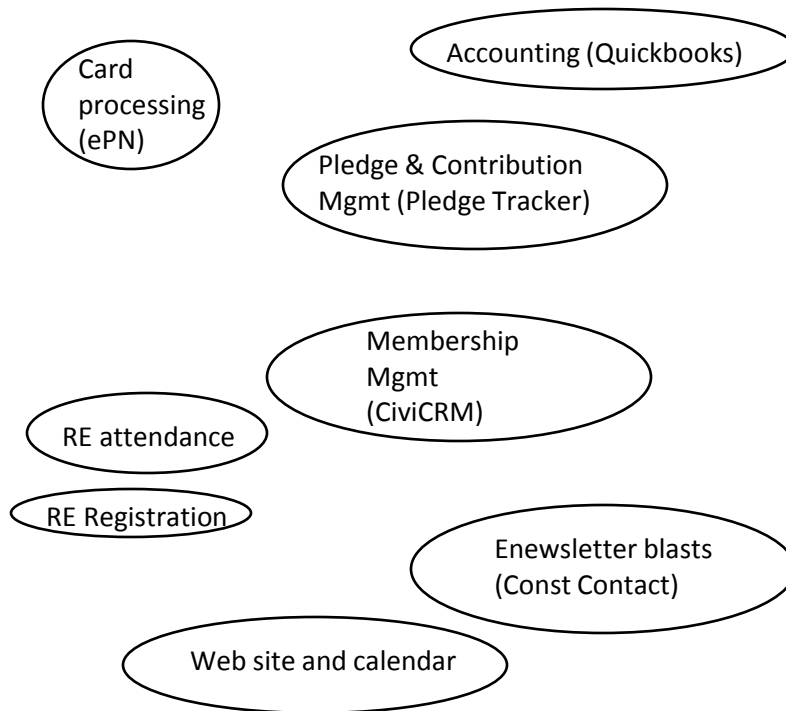 Accounting (Quickbooks)
Card
processing
(ePN)
Pledge & Contribution
Mgmt (Pledge Tracker)
Membership
Mgmt
(CiviCRM)
RE attendance
RE Registration
Enewsletter blasts
(Const Contact)
Web site and calendar